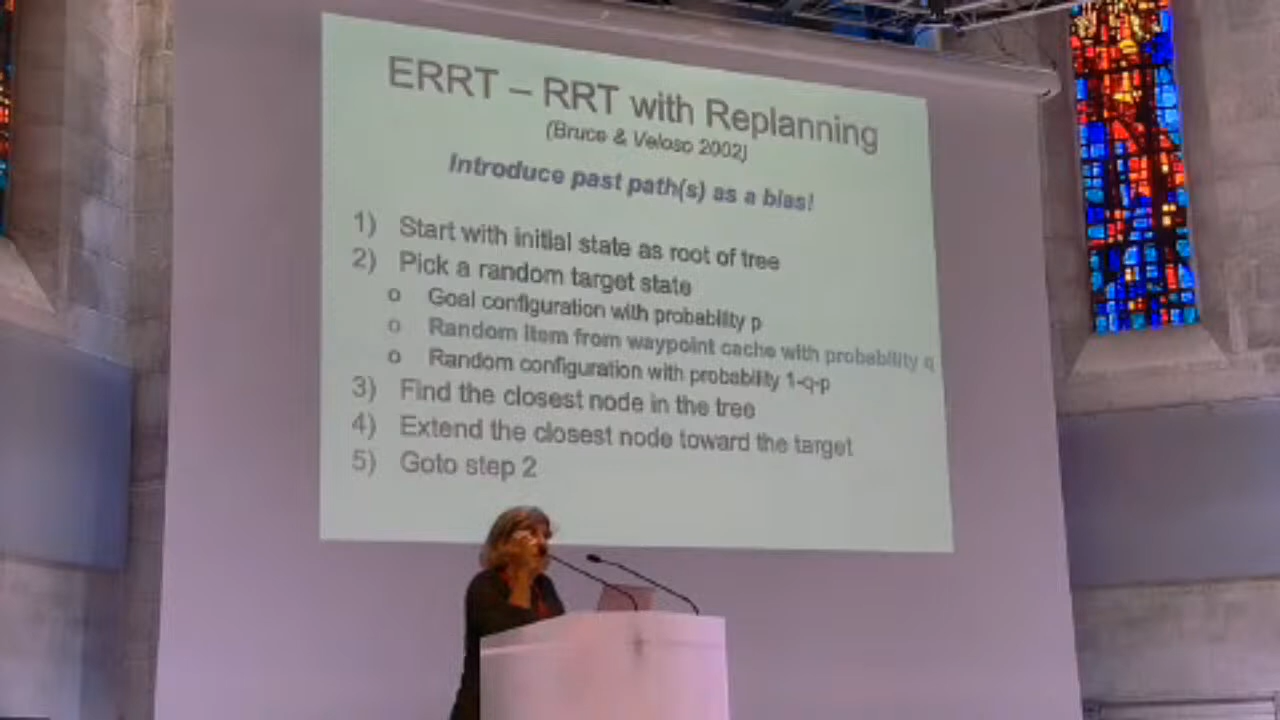 ERRT – RRT with Replanning
(Bruce & Veloso 2002)
Introduce past path(s) as a bias!
1) Start with initial state as root of tree
2) Pick a random target state
o Goal configuration with probability p
o Random item from waypoint cache with probability q
o Random configuration with probability 1-q-p
3) Find the closest node in the tree
4) Extend the closest node toward the target
5) Goto step 2